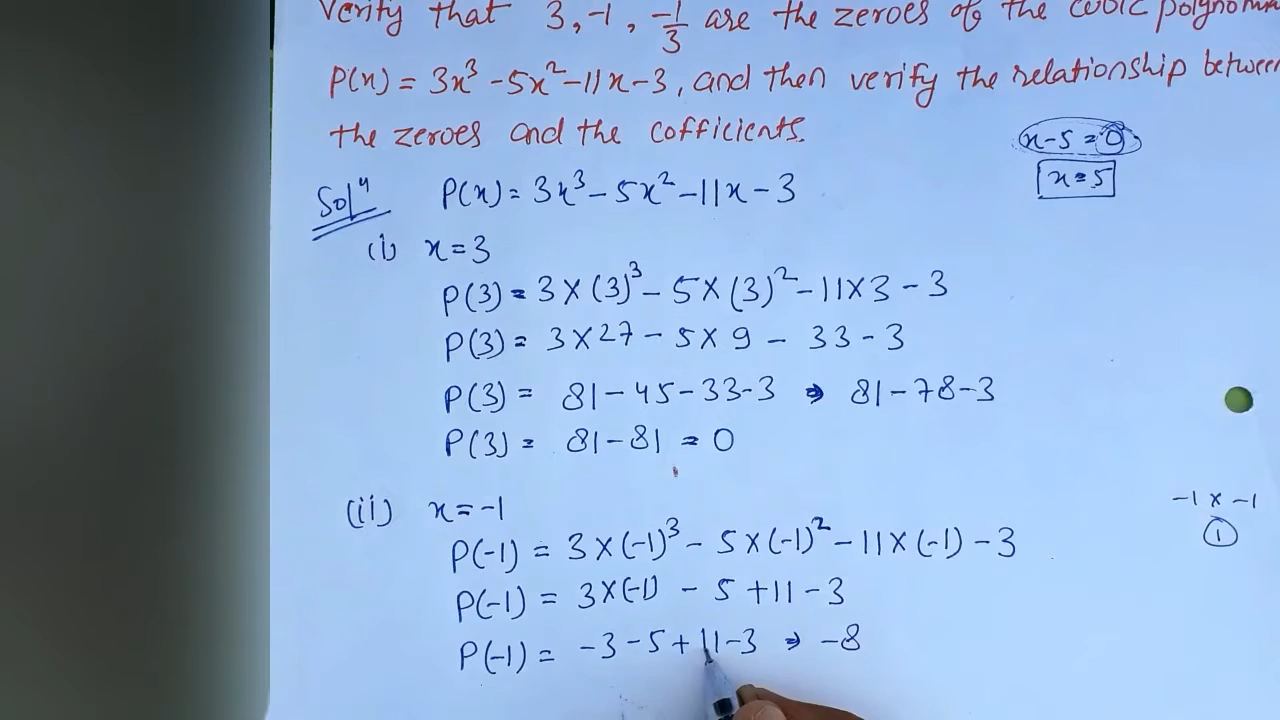 Verify that 3, -1, -1/3 are the zeroes of the cubic polynomia
P(x) = 3x³ - 5x² - 11x - 3, and then verify the relationship between
the zeroes and the cofficients.
x - 5 = 0
x = 5
Solⁿ P(x) = 3x³ - 5x² - 11x - 3
(i) x = 3
P(3) = 3 × (3)³ - 5 × (3)² - 11 × 3 - 3
P(3) = 3 × 27 - 5 × 9 - 33 - 3
P(3) = 81 - 45 - 33 - 3 ⇒ 81 - 78 - 3
P(3) = 81 - 81 = 0
(ii) x = -1
-1 × -1
1
P(-1) = 3 × (-1)³ - 5 × (-1)² - 11 × (-1) - 3
P(-1) = 3 × (-1) - 5 + 11 - 3
P(-1) = -3 - 5 + 11 - 3 ⇒ -8